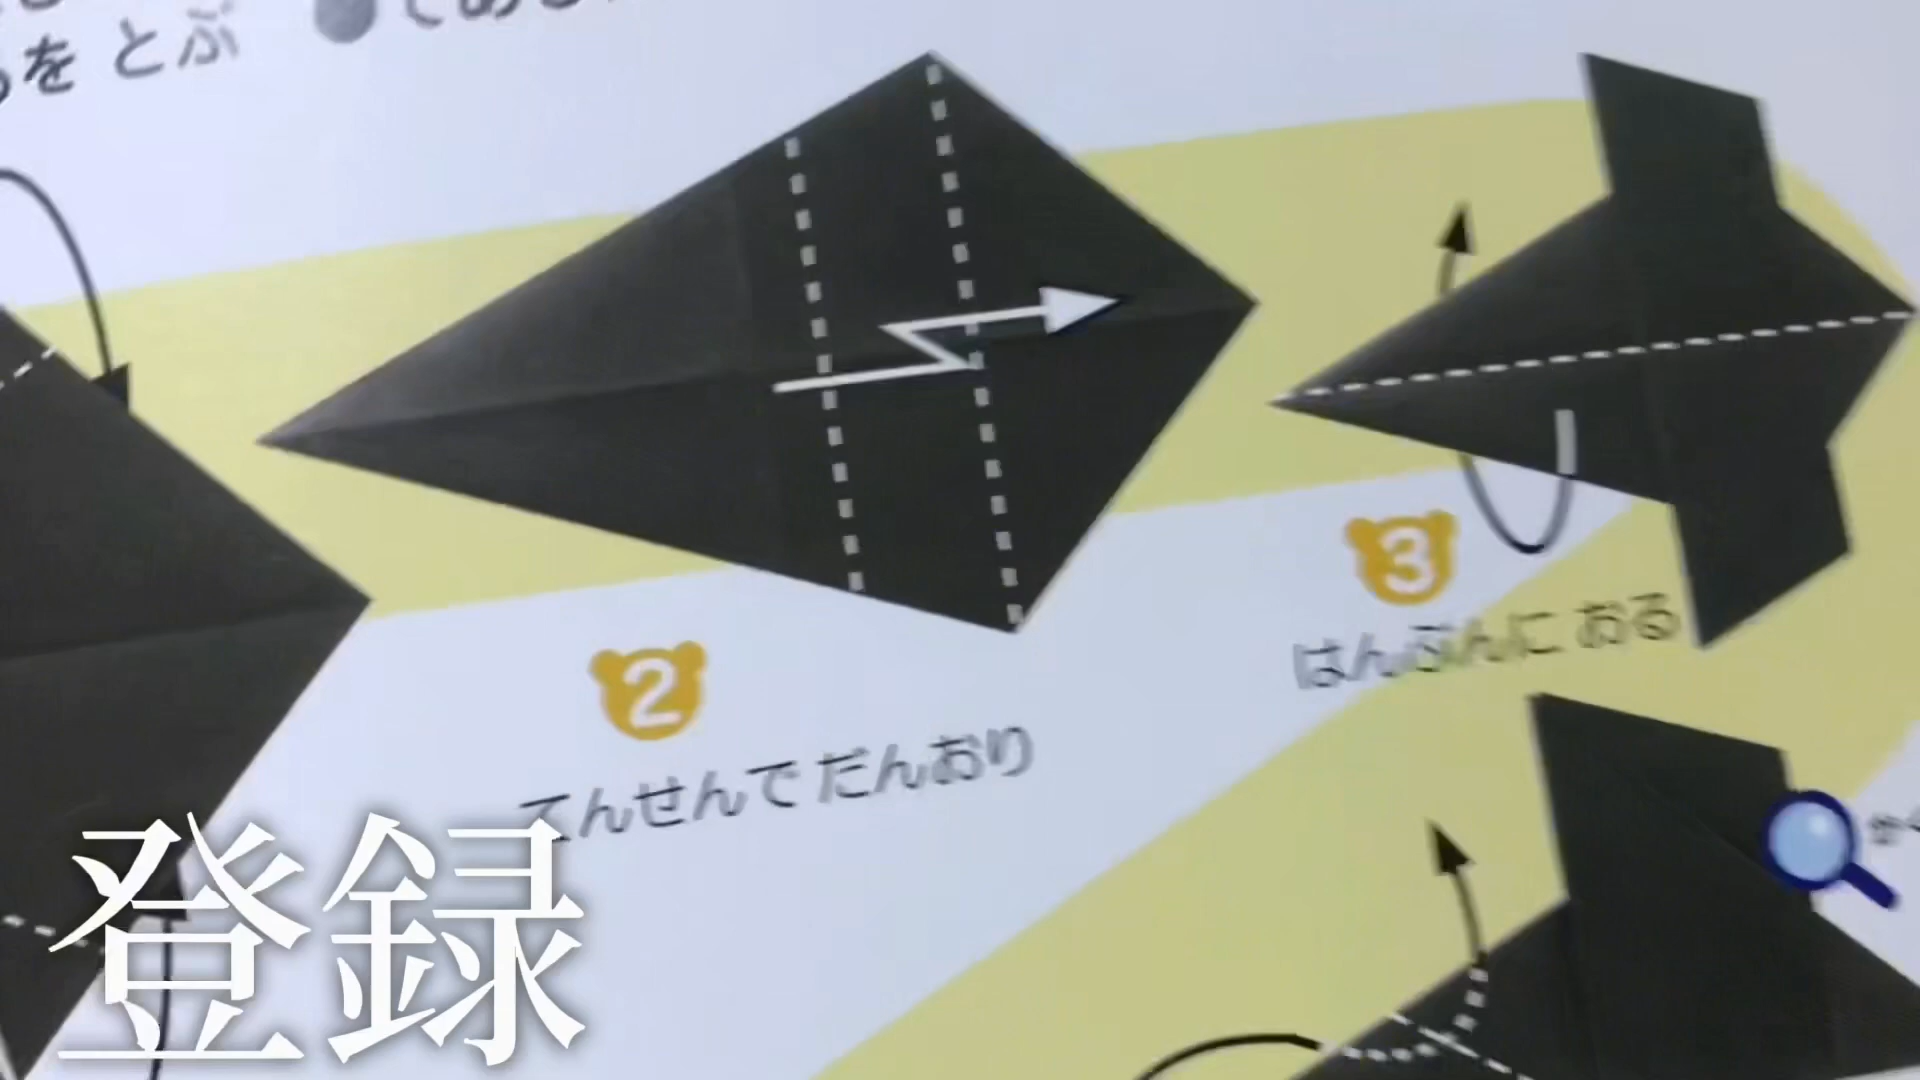 を とぶ
2
てんせんで だんおり
3
はんぶんに おる
登録